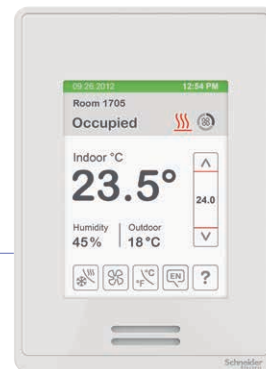 09.26.2012 12:54 PM
Room 1705
Occupied
Indoor °C
23.5°
24.0
Humidity Outdoor
45% 18°C
°C
°F
EN
?
Schneider